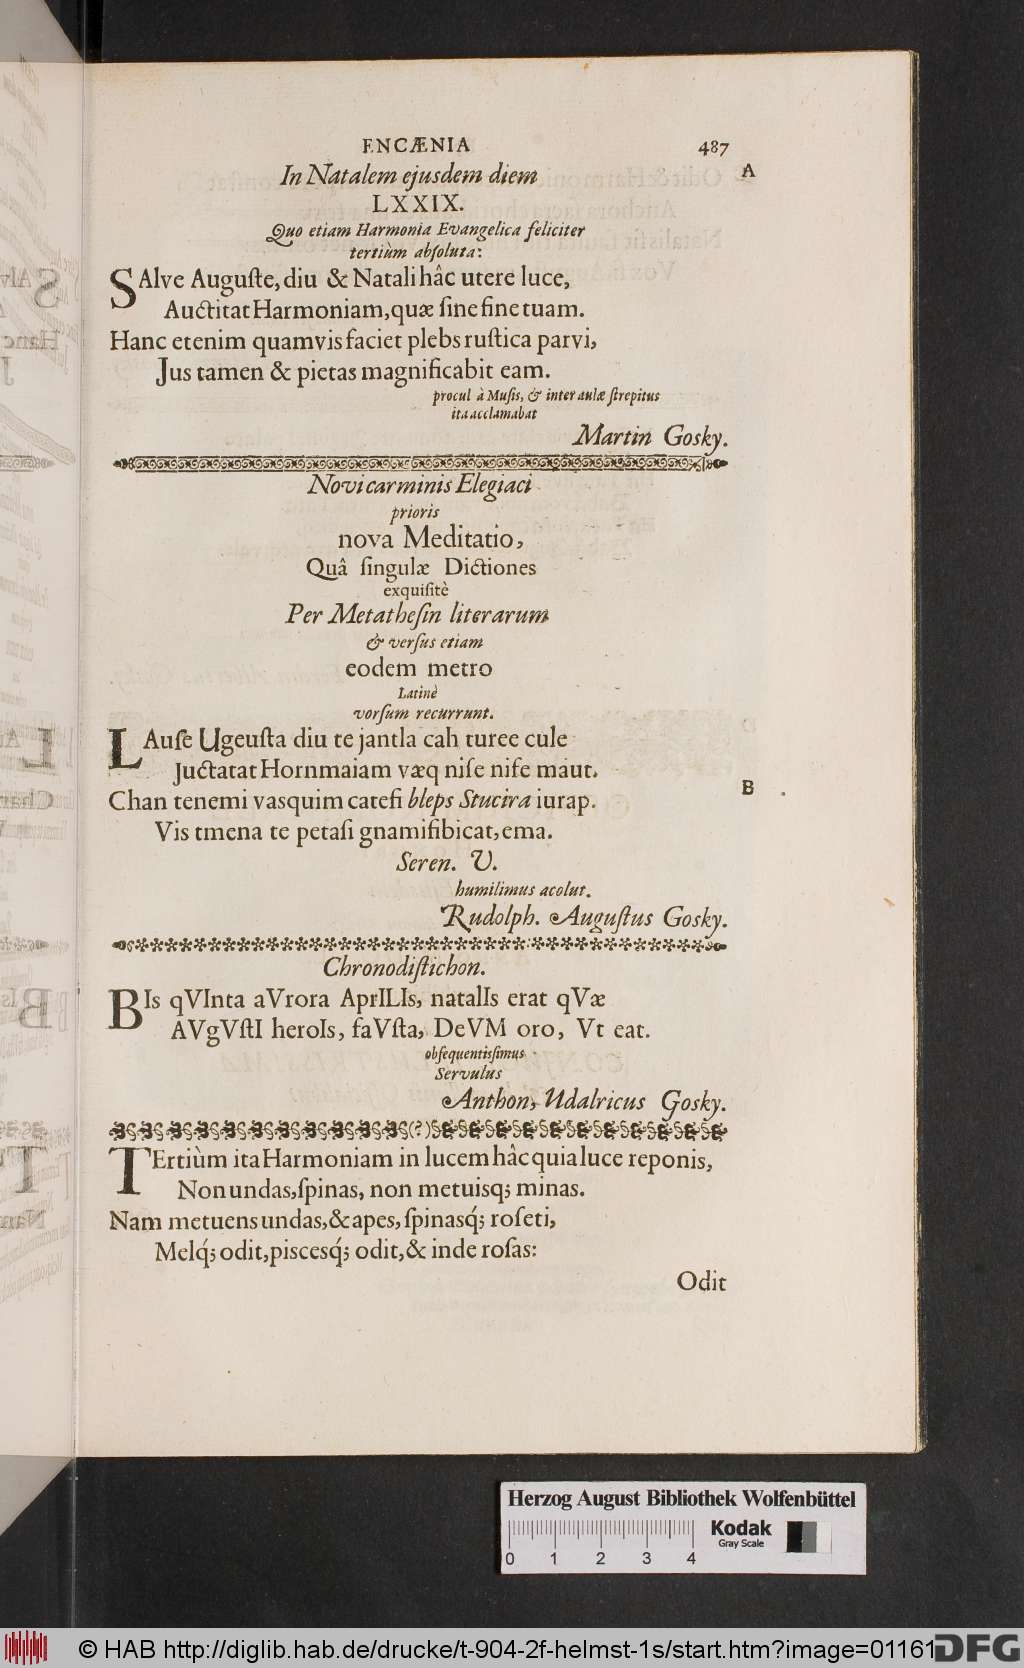 ENCÆNIA 487
In Natalem ejusdem diem A
LXXIX.
Quo etiam Harmonia Evangelica feliciter
tertiùm abſoluta:
SAlve Auguſte, diu & Natali hâc utere luce,
Auctitat Harmoniam, quæ ſine fine tuam.
Hanc etenim quamvis faciet plebs ruſtica parvi,
Jus tamen & pietas magnificabit eam.
procul à Muſis, & inter aulæ ſtrepitus
ita acclamabat
Martin Gosky.
Novi carminis Elegiaci
prioris
nova Meditatio,
Quâ ſingulæ Dictiones
exquiſitè
Per Metatheſin literarum
& verſus etiam
eodem metro
Latinè
vorſum recurrunt.
LAuſe Ugeuſta diu te jantla cah turee cule
Juctatat Hornmaiam væq niſe nife maut.
Chan tenemi vasquim catefi bleps Stucira iurap. B
Vis tmena te petaſi gnamifibicat, ema.
Seren. V.
humilimus acolut.
Rudolph. Auguſtus Gosky.
Chronodiſtichon.
BIs qVInta aVrora AprILIs, natalIs erat qVæ
AVgVſtI heroIs, faVſta, DeVM oro, Vt eat.
obſequentiſſimus
Servulus
Anthon, Udalricus Gosky.
(?)
TErtiùm ita Harmoniam in lucem hâc quia luce reponis,
Non undas, ſpinas, non metuisq; minas.
Nam metuens undas, & apes, ſpinasq́; roſeti,
Melq́; odit, piscesq́; odit, & inde roſas:
Odit
Herzog August Bibliothek Wolfenbüttel
Kodak
Gray Scale
0 1 2 3 4
© HAB http://diglib.hab.de/drucke/t-904-2f-helmst-1s/start.htm?image=01161
DFG